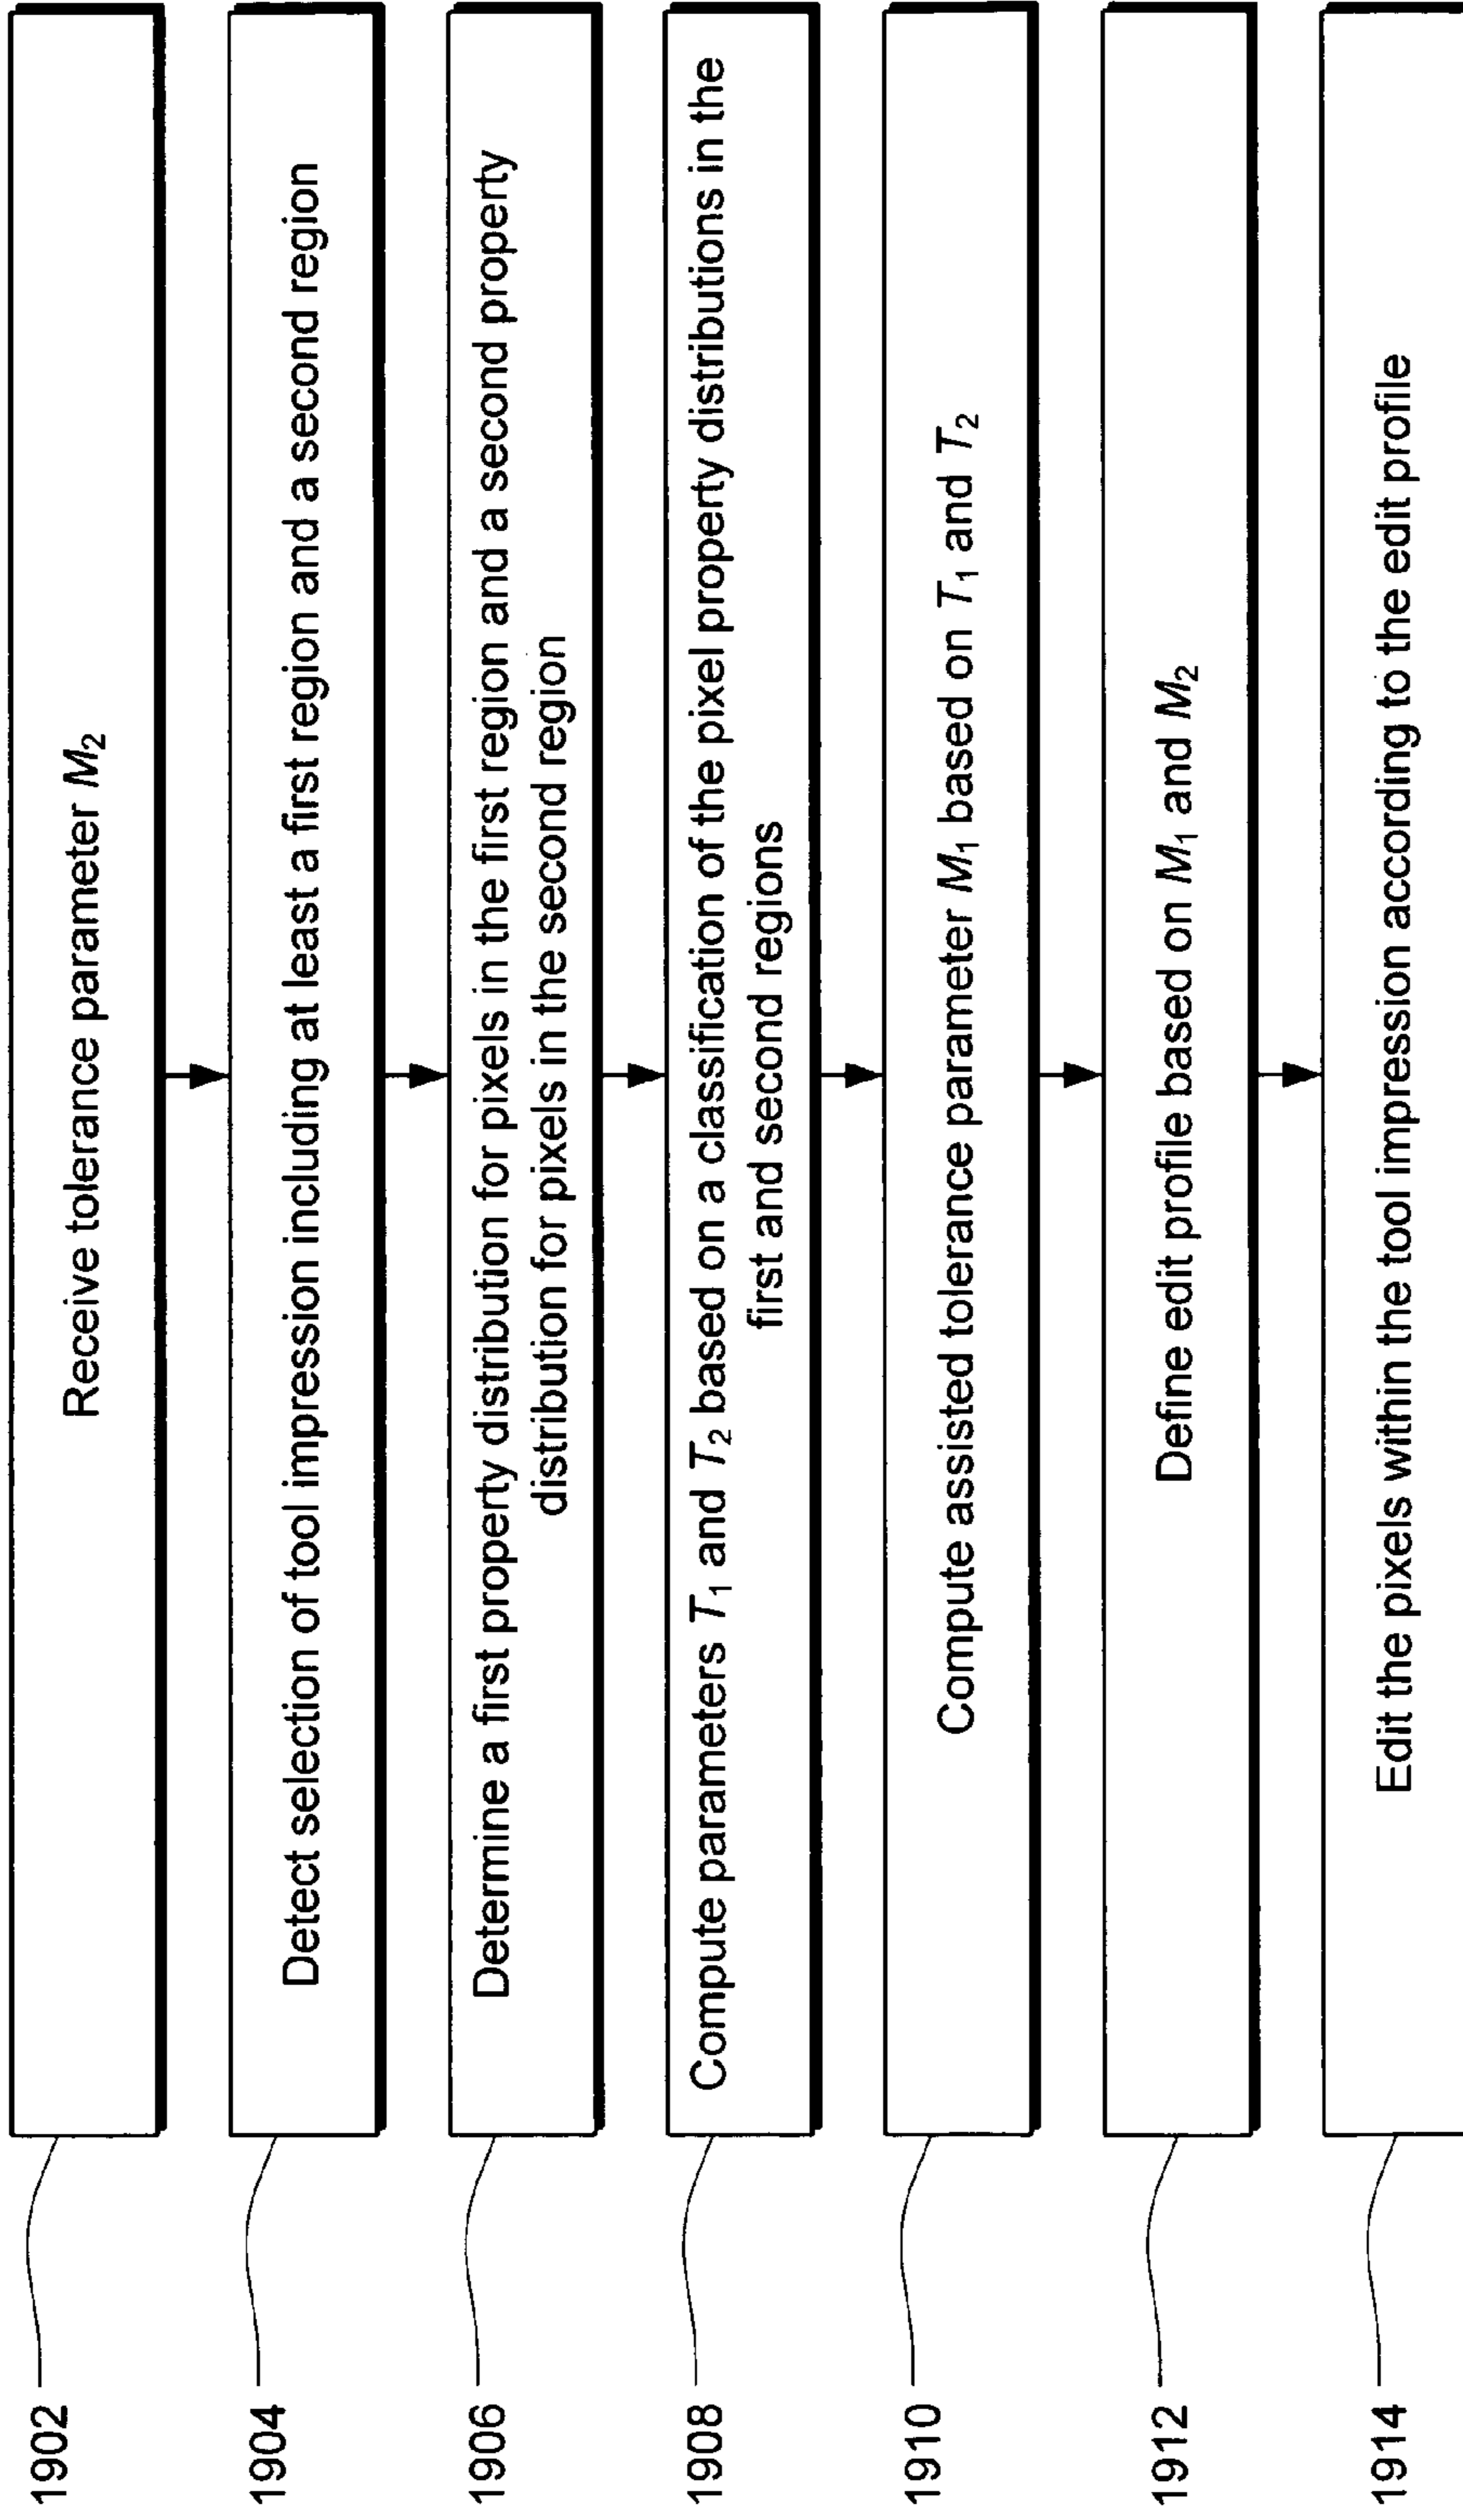 1902
Receive tolerance parameter M₂
1904
Detect selection of tool impression including at least a first region and a second region
1906
Determine a first property distribution for pixels in the first region and a second property
distribution for pixels in the second region
1908
Compute parameters T₁ and T₂ based on a classification of the pixel property distributions in the
first and second regions
1910
Compute assisted tolerance parameter M₁ based on T₁ and T₂
1912
Define edit profile based on M₁ and M₂
1914
Edit the pixels within the tool impression according to the edit profile